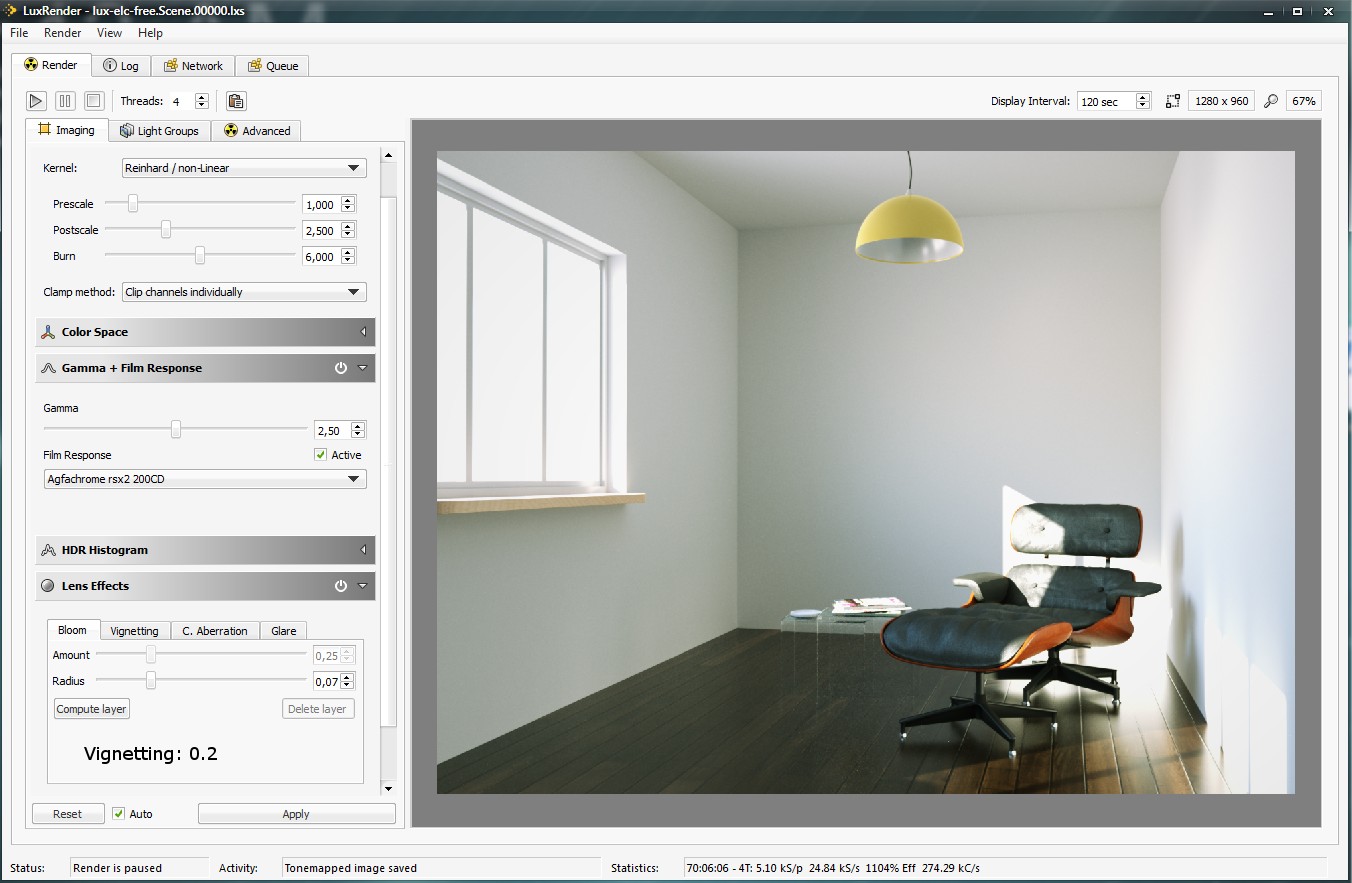 LuxRender - lux-elc-free.Scene.00000.lxs
File Render View Help
Render Log Network Queue
Threads: 4 Display Interval: 120 sec 1280 x 960 67%
Imaging Light Groups Advanced
Kernel: Reinhard / non-Linear
Prescale 1,000
Postscale 2,500
Burn 6,000
Clamp method: Clip channels individually
Color Space
Gamma + Film Response
Gamma
2,50
Film Response Active
Agfachrome rsx2 200CD
HDR Histogram
Lens Effects
Bloom Vignetting C. Aberration Glare
Amount 0,25
Radius 0,07
Compute layer Delete layer
Vignetting: 0.2
Reset Auto Apply
Status: Render is paused Activity: Tonemapped image saved Statistics: 70:06:06 - 4T: 5.10 kS/p 24.84 kS/s 1104% Eff 274.29 kC/s